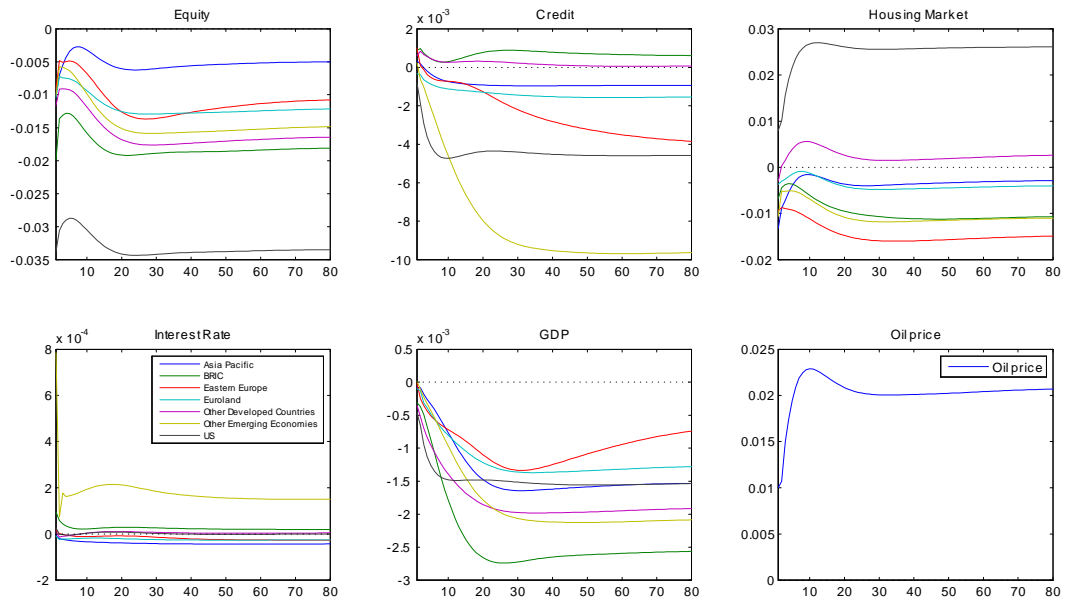 Equity
0
-0.005
-0.01
-0.015
-0.02
-0.025
-0.03
-0.035
10 20 30 40 50 60 70 80
Credit
x 10^-3
2
0
-2
-4
-6
-8
-10
10 20 30 40 50 60 70 80
Housing Market
0.03
0.02
0.01
0
-0.01
-0.02
10 20 30 40 50 60 70 80
Interest Rate
x 10^-4
8
6
4
2
0
-2
10 20 30 40 50 60 70 80
Asia Pacific
BRIC
Eastern Europe
Euroland
Other Developed Countries
Other Emerging Economies
US
GDP
x 10^-3
0.5
0
-0.5
-1
-1.5
-2
-2.5
-3
10 20 30 40 50 60 70 80
Oil price
0.025
0.02
0.015
0.01
0.005
0
10 20 30 40 50 60 70 80
Oil price